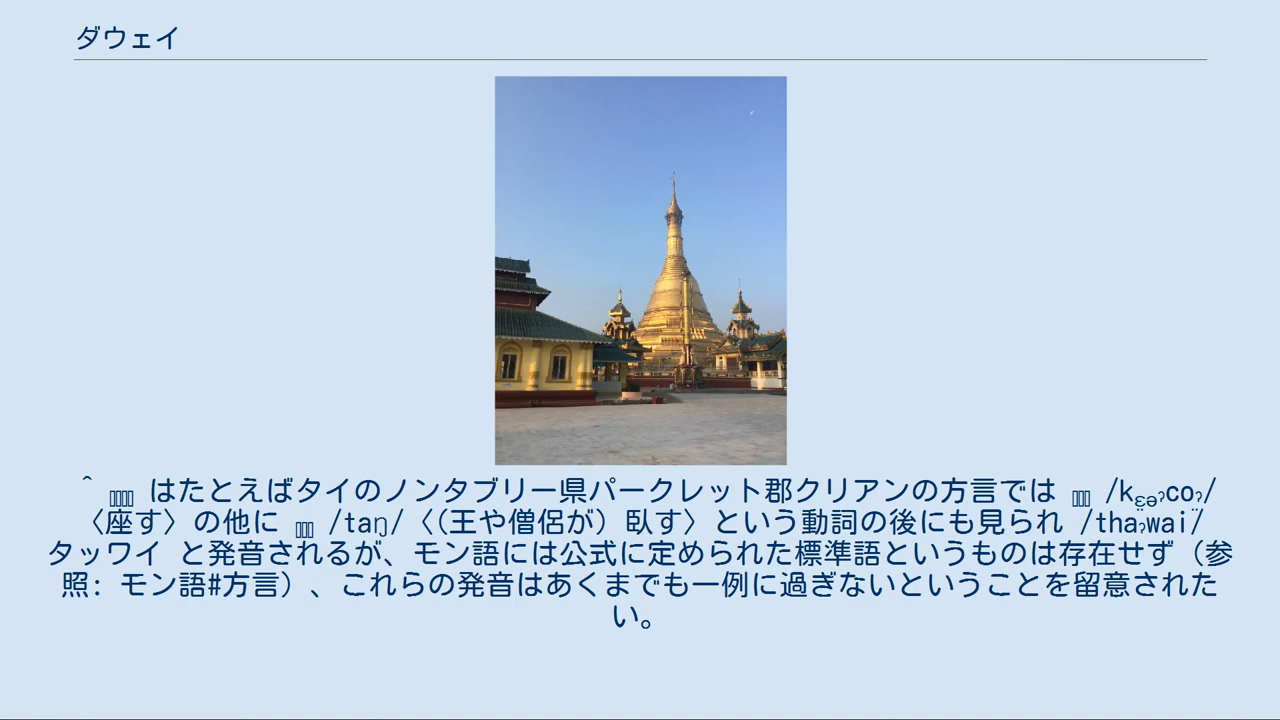 ダウェイ
^ はたとえばタイのノンタブリー県パークレット郡クリアンの方言では /kɛ̤əˀcoˀ/
〈座す〉の他に /taŋ/〈(王や僧侶が) 臥す〉という動詞の後にも見られ /tha̤ˀwai/
タッワイ と発音されるが、モン語には公式に定められた標準語というものは存在せず（参
照: モン語#方言）、これらの発音はあくまでも一例に過ぎないということを留意された
い。